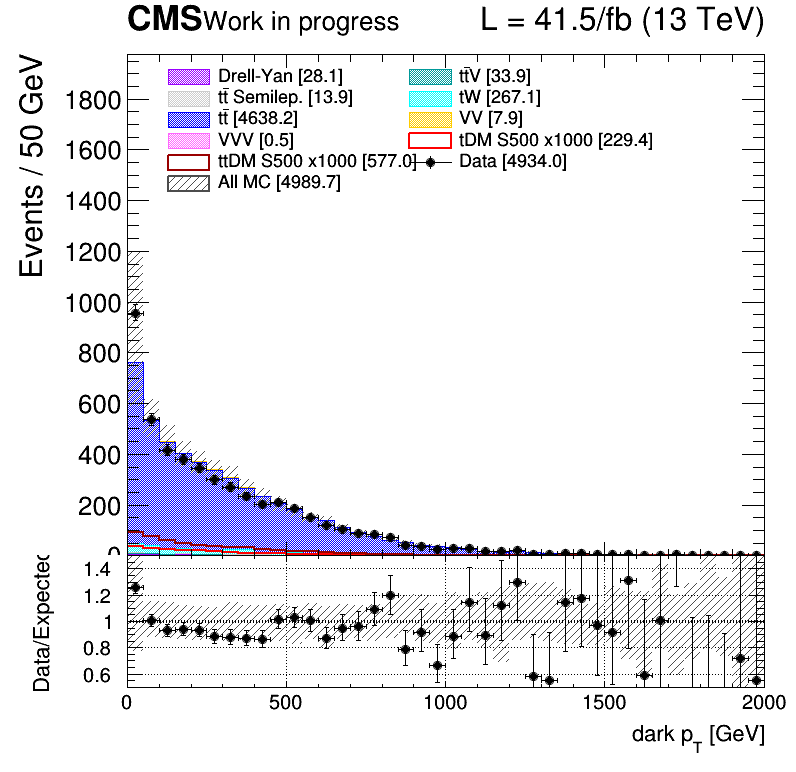 CMS Work in progress L = 41.5/fb (13 TeV)
Events / 50 GeV
Drell-Yan [28.1] tt̄V [33.9]
tt̄ Semilep. [13.9] tW [267.1]
tt̄ [4638.2] VV [7.9]
VVV [0.5] tDM S500 x1000 [229.4]
ttDM S500 x1000 [577.0] Data [4934.0]
All MC [4989.7]
1800
1600
1400
1200
1000
800
600
400
200
0
Data/Expected
1.4
1.2
1
0.8
0.6
0 500 1000 1500 2000
dark p_T [GeV]